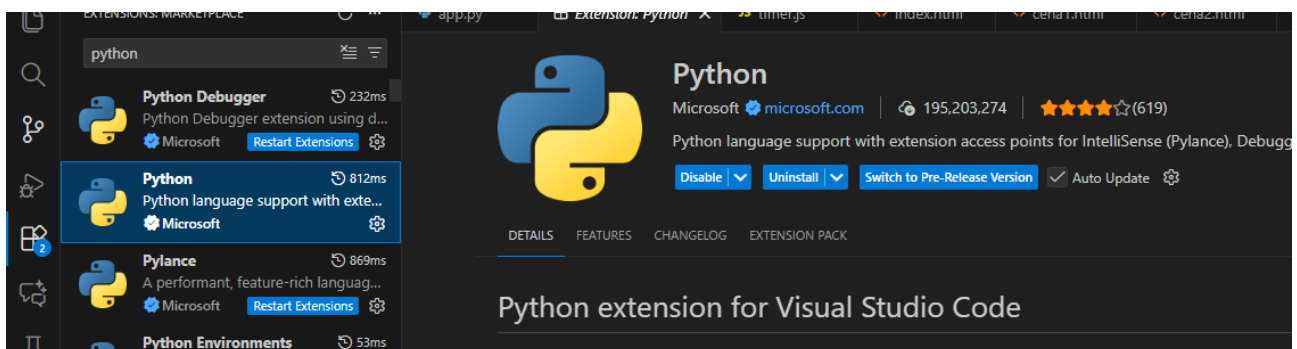 EXTENSIONS: MARKETPLACE
python
Python Debugger 232ms
Python Debugger extension using d...
Microsoft Restart Extensions
Python 812ms
Python language support with exte...
Microsoft
Pylance 869ms
A performant, feature-rich languag...
Microsoft Restart Extensions
Python Environments 53ms
2
app.py Extension: Python JS timer.js index.html cena1.html cena2.html
Python
Microsoft microsoft.com 195,203,274 (619)
Python language support with extension access points for IntelliSense (Pylance), Debugg
Disable Uninstall Switch to Pre-Release Version Auto Update
DETAILS FEATURES CHANGELOG EXTENSION PACK
Python extension for Visual Studio Code